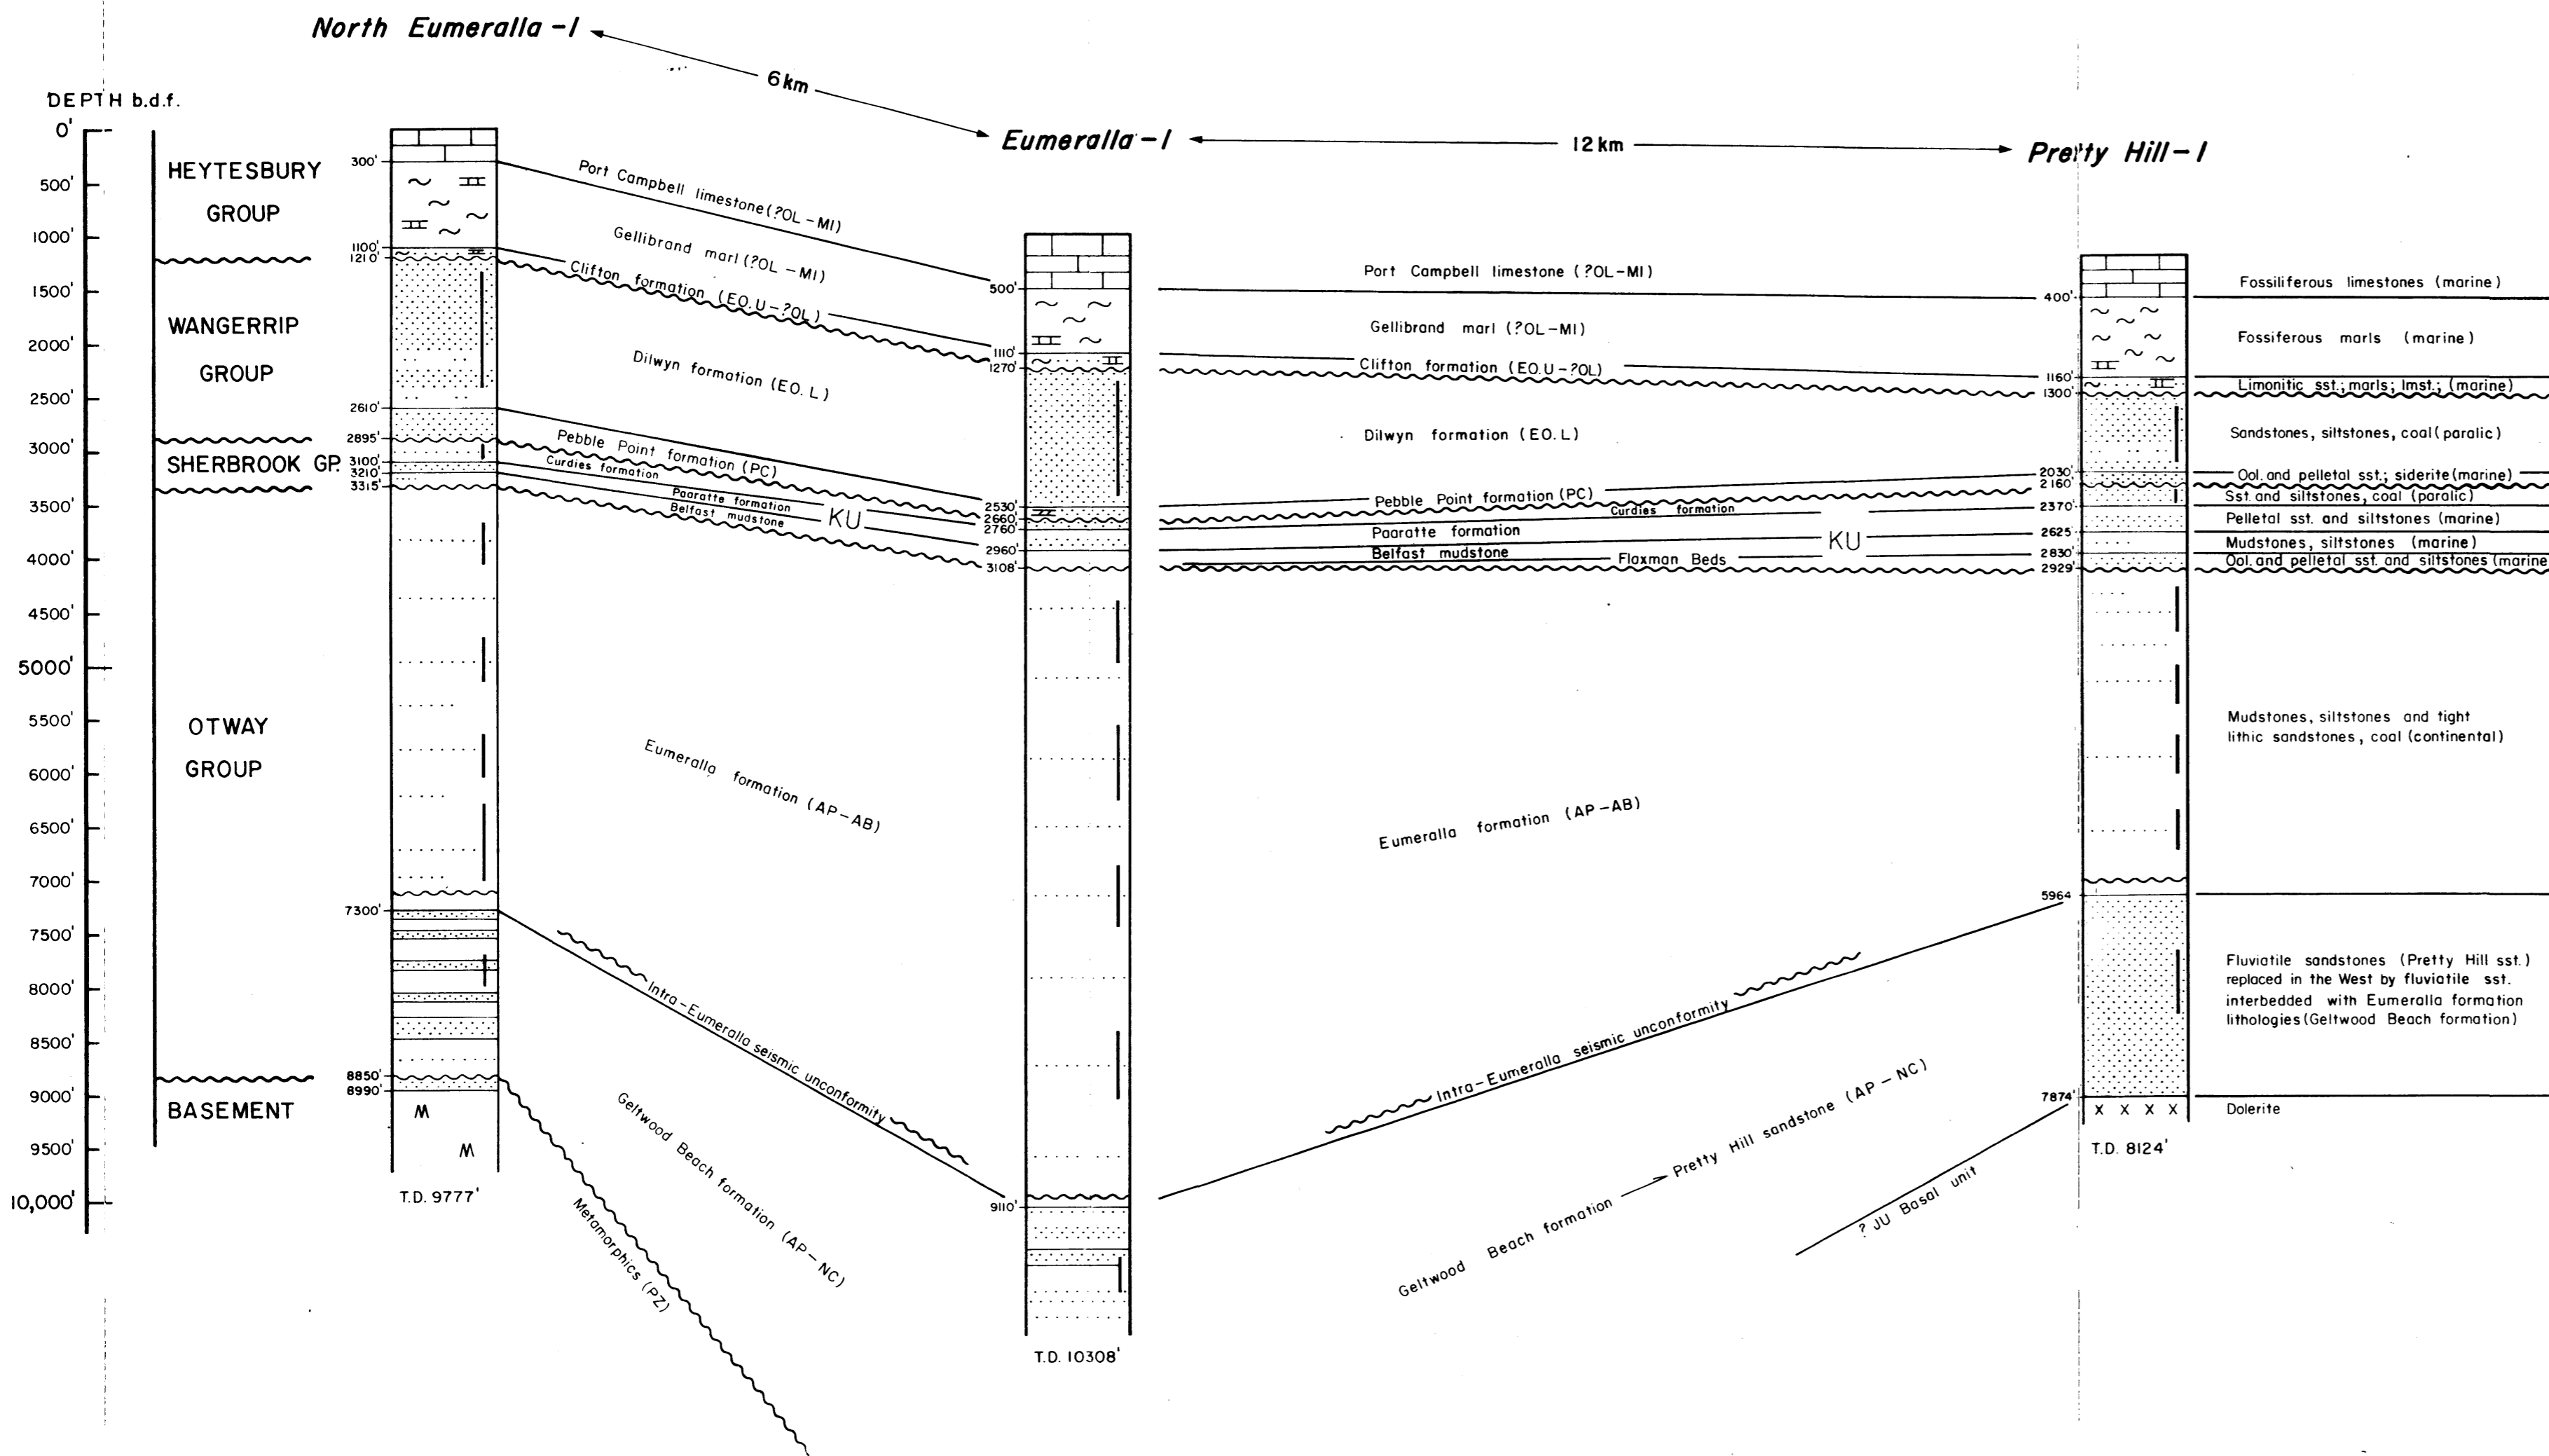 North Eumeralla-1
6km
Eumeralla-1
12km
Pretty Hill-1
DEPTH b.d.f.
0'
500'
1000'
1500'
2000'
2500'
3000'
3500'
4000'
4500'
5000'
5500'
6000'
6500'
7000'
7500'
8000'
8500'
9000'
9500'
10,000'
HEYTESBURY
GROUP
WANGERRIP
GROUP
SHERBROOK GP.
OTWAY
GROUP
BASEMENT
300'
1100'
1210'
2610'
2895'
3100'
3210'
3315'
7300'
8850'
8990'
T.D. 9777'
Port Campbell limestone (?OL-MI)
Gellibrand marl (?OL-MI)
Clifton formation (EO.U-?OL)
Dilwyn formation (EO.L)
Pebble Point formation (PC)
Curdies formation
Paaratte formation
Belfast mudstone
KU
Eumeralla formation (AP-AB)
Intra-Eumeralla seismic unconformity
Geltwood Beach formation (AP-NC)
Metamorphics (PZ)
500'
1110'
1270'
2530'
2660'
2760'
2960'
3108'
9110'
T.D. 10308'
Port Campbell limestone (?OL-MI)
Gellibrand marl (?OL-MI)
Clifton formation (EO.U-?OL)
Dilwyn formation (EO.L)
Pebble Point formation (PC)
Curdies formation
Paaratte formation
KU
Belfast mudstone
Flaxman Beds
Eumeralla formation (AP-AB)
Intra-Eumeralla seismic unconformity
Geltwood Beach formation
Pretty Hill sandstone (AP-NC)
? JU Basal unit
400'
1160'
1300'
2030'
2160'
2370'
2625'
2830'
2929'
5964
7874'
X X X X
T.D. 8124'
Fossiliferous limestones (marine)
Fossiferous marls (marine)
Limonitic sst.; marls; lmst.; (marine)
Sandstones, siltstones, coal (paralic)
Ool. and pelletal sst.; siderite (marine)
Sst. and siltstones, coal (paralic)
Pelletal sst. and siltstones (marine)
Mudstones, siltstones (marine)
Ool. and pelletal sst. and siltstones (marine
Mudstones, siltstones and tight
lithic sandstones, coal (continental)
Fluviatile sandstones (Pretty Hill sst.)
replaced in the West by fluviatile sst.
interbedded with Eumeralla formation
lithologies (Geltwood Beach formation)
Dolerite